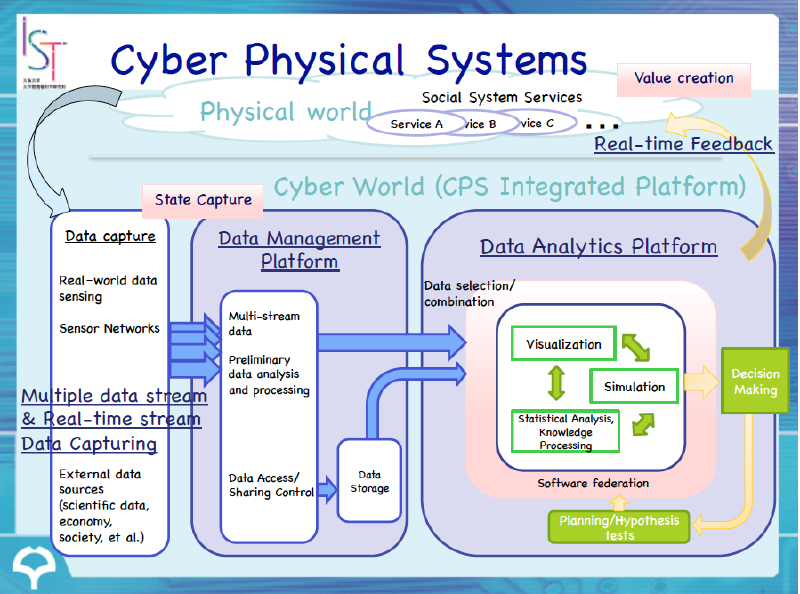 IST
Cyber Physical Systems
Value creation
Social System Services
Physical world
Service A
vice B
vice C
...
Real-time Feedback
Cyber World (CPS Integrated Platform)
State Capture
Data capture
Real-world data
sensing
Sensor Networks
Multiple data stream
& Real-time stream
Data Capturing
External data
sources
(scientific data,
economy,
society, et al.)
Data Management
Platform
Multi-stream
data
Preliminary
data analysis
and processing
Data Access/
Sharing Control
Data
Storage
Data Analytics Platform
Data selection/
combination
Visualization
Simulation
Statistical Analysis,
Knowledge
Processing
Software federation
Decision
Making
Planning/Hypothesis
tests